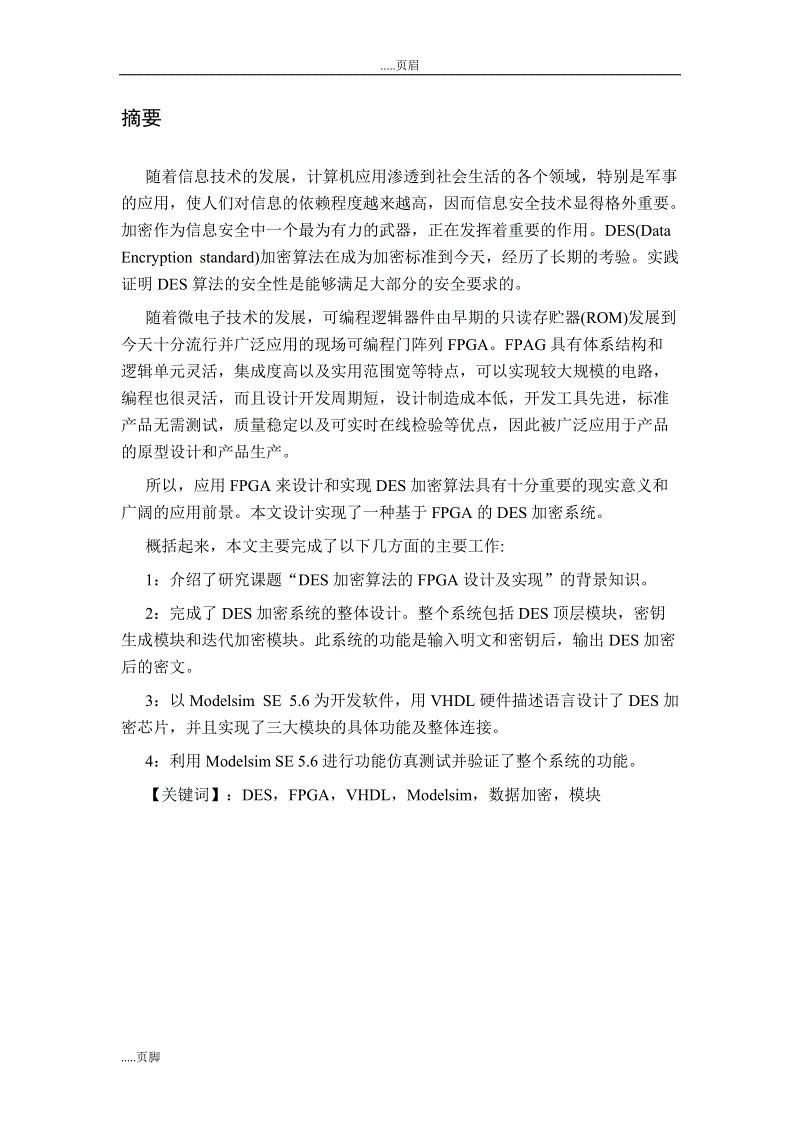 .....页眉
摘要
随着信息技术的发展，计算机应用渗透到社会生活的各个领域，特别是军事
的应用，使人们对信息的依赖程度越来越高，因而信息安全技术显得格外重要。
加密作为信息安全中一个最为有力的武器，正在发挥着重要的作用。DES(Data
Encryption standard)加密算法在成为加密标准到今天，经历了长期的考验。实践
证明 DES 算法的安全性是能够满足大部分的安全要求的。
随着微电子技术的发展，可编程逻辑器件由早期的只读存贮器(ROM)发展到
今天十分流行并广泛应用的现场可编程门阵列 FPGA。FPAG 具有体系结构和
逻辑单元灵活，集成度高以及实用范围宽等特点，可以实现较大规模的电路，
编程也很灵活，而且设计开发周期短，设计制造成本低，开发工具先进，标准
产品无需测试，质量稳定以及可实时在线检验等优点，因此被广泛应用于产品
的原型设计和产品生产。
所以，应用 FPGA 来设计和实现 DES 加密算法具有十分重要的现实意义和
广阔的应用前景。本文设计实现了一种基于 FPGA 的 DES 加密系统。
概括起来，本文主要完成了以下几方面的主要工作:
1：介绍了研究课题“DES 加密算法的 FPGA 设计及实现”的背景知识。
2：完成了 DES 加密系统的整体设计。整个系统包括 DES 顶层模块，密钥
生成模块和迭代加密模块。此系统的功能是输入明文和密钥后，输出 DES 加密
后的密文。
3：以 Modelsim SE 5.6 为开发软件，用 VHDL 硬件描述语言设计了 DES 加
密芯片，并且实现了三大模块的具体功能及整体连接。
4：利用 Modelsim SE 5.6 进行功能仿真测试并验证了整个系统的功能。
【关键词】：DES，FPGA，VHDL，Modelsim，数据加密，模块
.....页脚